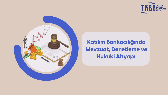 Katılım Bankacılığında
Mevzuat, Denetleme ve
Hukuki Altyapı